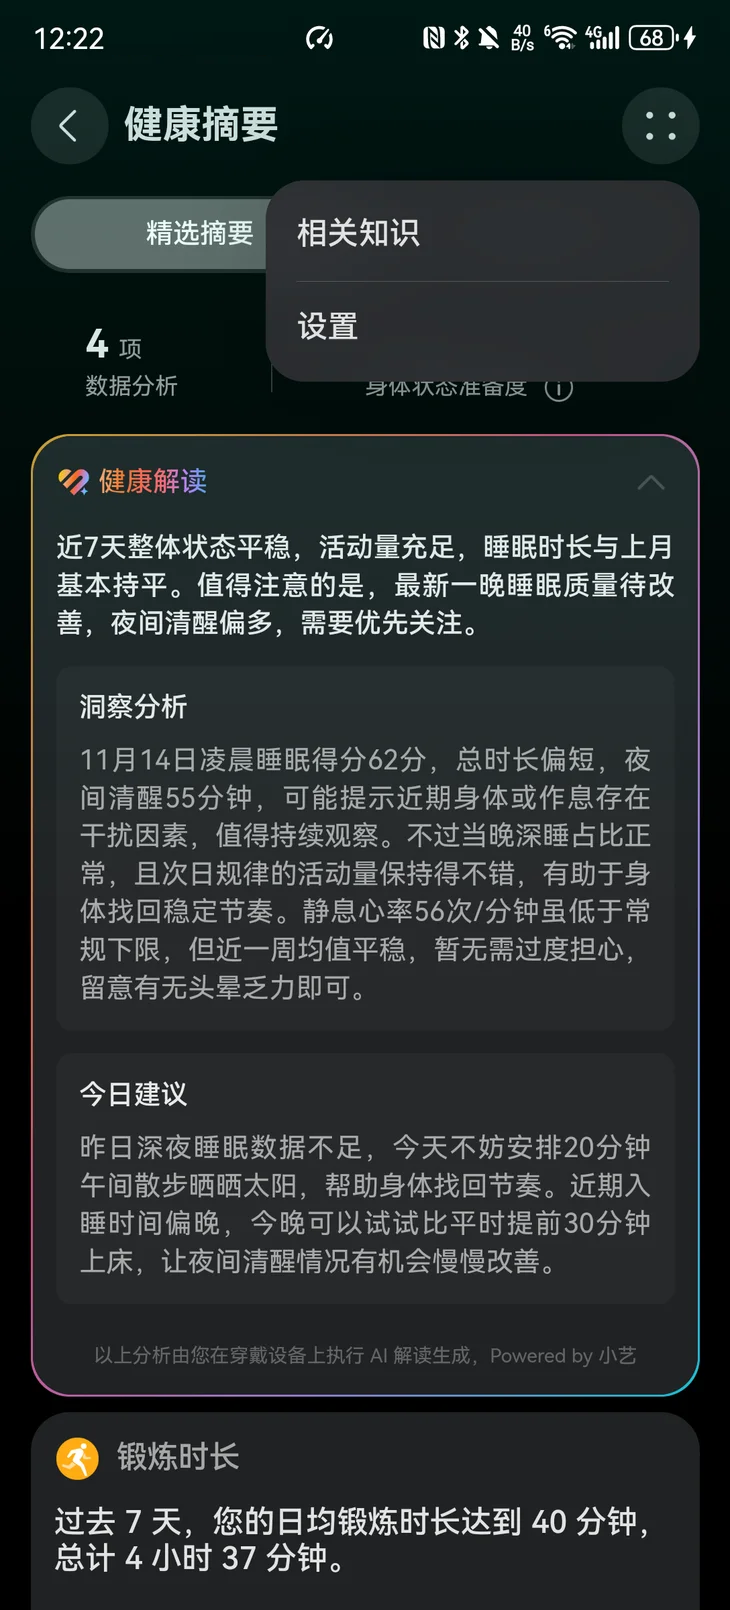 12:22
40 B/s
6
4G
68
健康摘要
精选摘要
相关知识
设置
4 项
数据分析
身体状态准备度
健康解读
近7天整体状态平稳，活动量充足，睡眠时长与上月
基本持平。值得注意的是，最新一晚睡眠质量待改
善，夜间清醒偏多，需要优先关注。
洞察分析
11月14日凌晨睡眠得分62分，总时长偏短，夜
间清醒55分钟，可能提示近期身体或作息存在
干扰因素，值得持续观察。不过当晚深睡占比正
常，且次日规律的活动量保持得不错，有助于身
体找回稳定节奏。静息心率56次/分钟虽低于常
规下限，但近一周均值平稳，暂无需过度担心，
留意有无头晕乏力即可。
今日建议
昨日深夜睡眠数据不足，今天不妨安排20分钟
午间散步晒晒太阳，帮助身体找回节奏。近期入
睡时间偏晚，今晚可以试试比平时提前30分钟
上床，让夜间清醒情况有机会慢慢改善。
以上分析由您在穿戴设备上执行 AI 解读生成，Powered by 小艺
锻炼时长
过去 7 天，您的日均锻炼时长达到 40 分钟，
总计 4 小时 37 分钟。